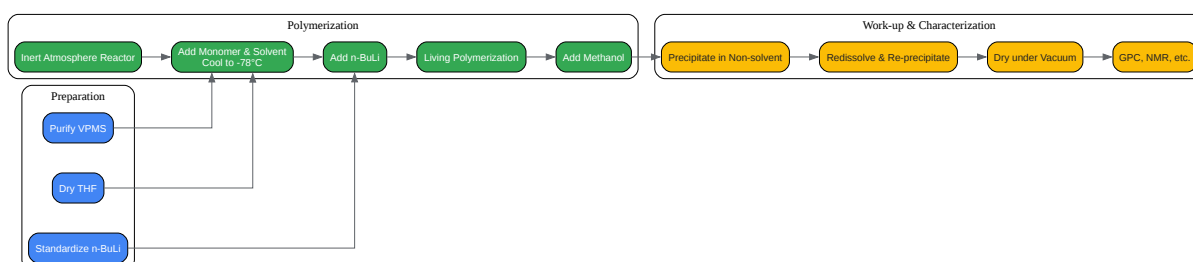 Polymerization
Inert Atmosphere Reactor
Add Monomer & Solvent
Cool to -78°C
Add n-BuLi
Living Polymerization
Add Methanol
Work-up & Characterization
Precipitate in Non-solvent
Redissolve & Re-precipitate
Dry under Vacuum
GPC, NMR, etc.
Preparation
Purify VPMS
Dry THF
Standardize n-BuLi